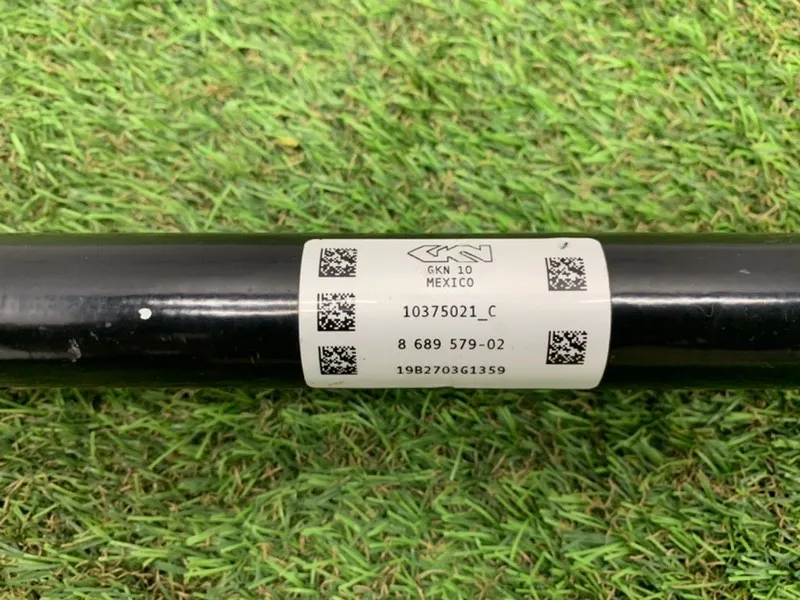 GKN
GKN 10
MEXICO
10375021_C
8 689 579-02
19B2703G1359